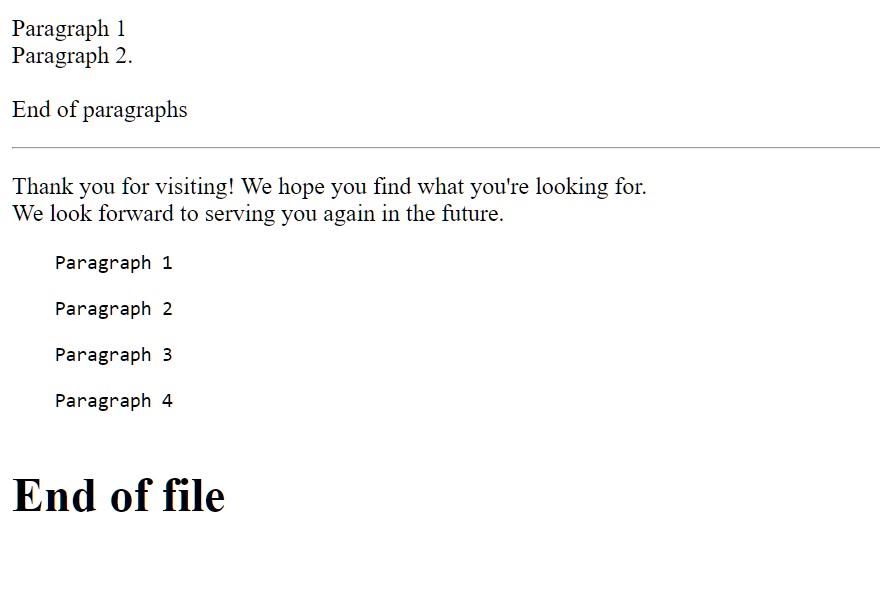 Paragraph 1
Paragraph 2.
End of paragraphs
Thank you for visiting! We hope you find what you're looking for.
We look forward to serving you again in the future.
Paragraph 1
Paragraph 2
Paragraph 3
Paragraph 4
End of file